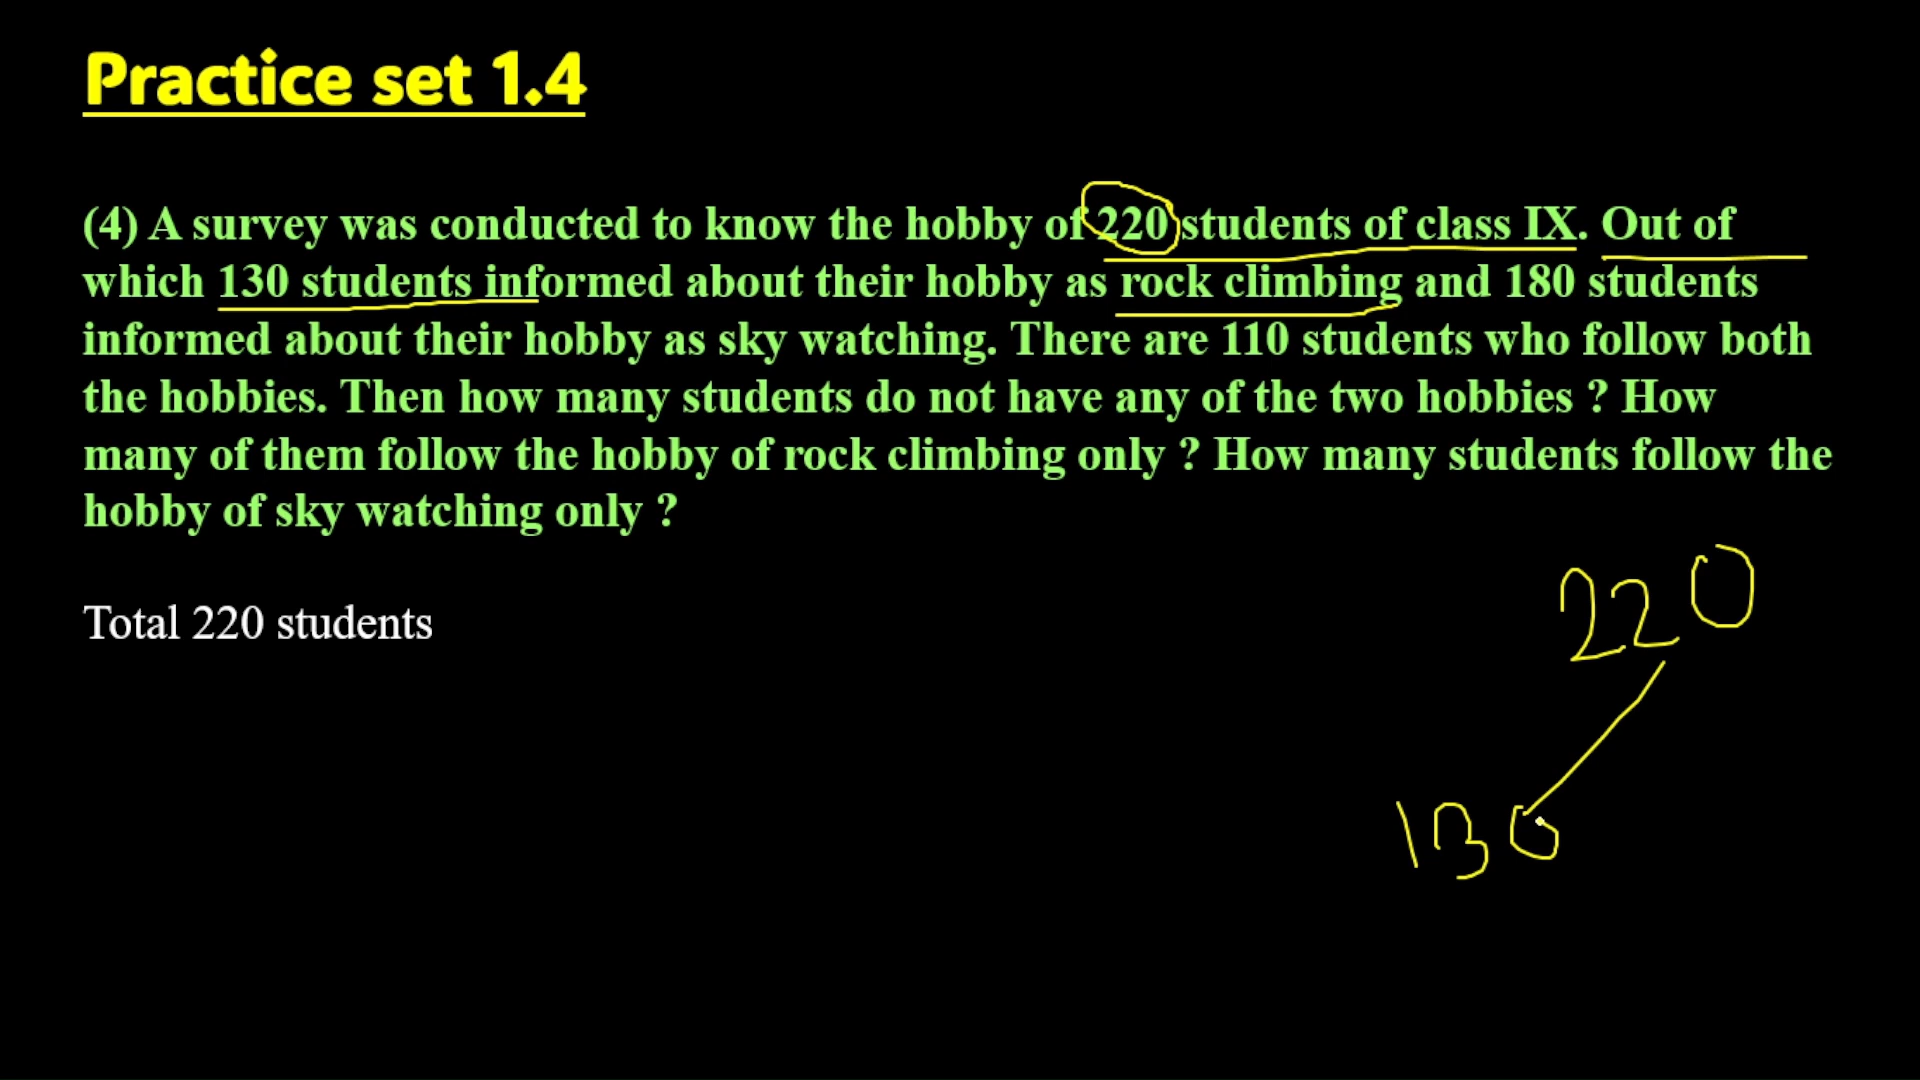 Practice set 1.4
(4) A survey was conducted to know the hobby of 220 students of class IX. Out of
which 130 students informed about their hobby as rock climbing and 180 students
informed about their hobby as sky watching. There are 110 students who follow both
the hobbies. Then how many students do not have any of the two hobbies ? How
many of them follow the hobby of rock climbing only ? How many students follow the
hobby of sky watching only ?
220
Total 220 students
130